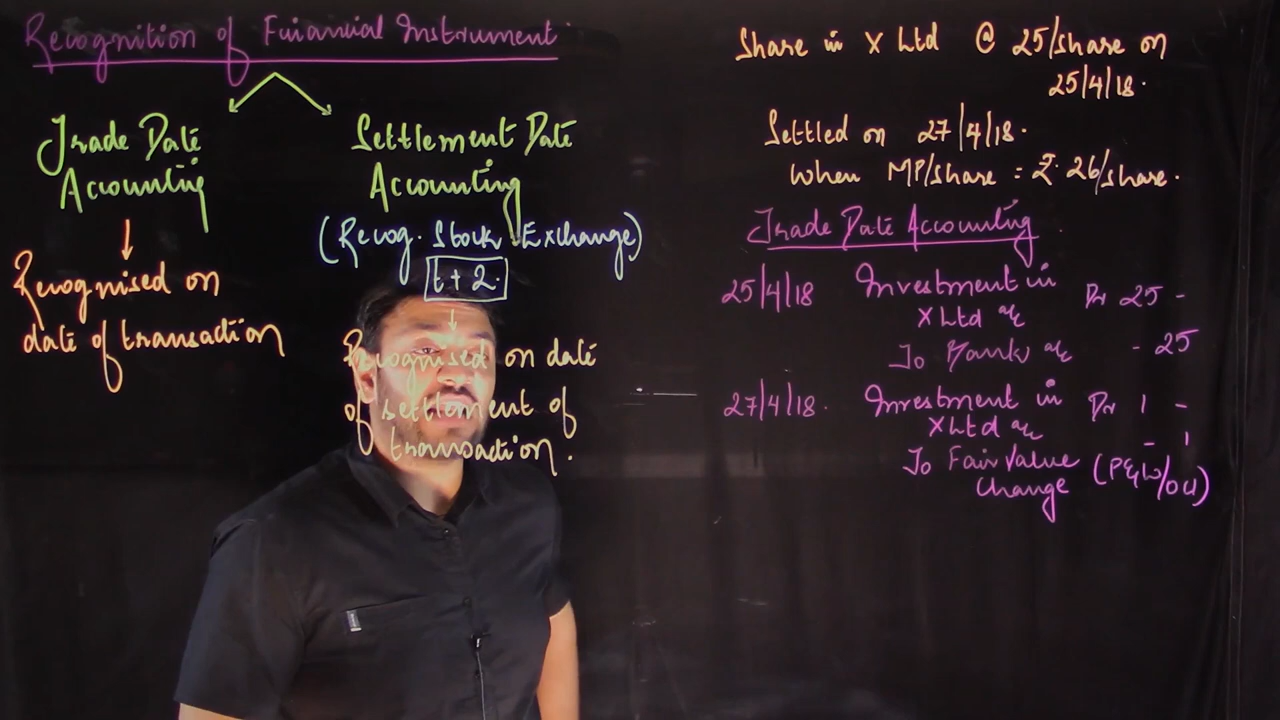 Recognition of Financial Instrument
Trade Date
Accounting
Recognised on
date of transaction
Settlement Date
Accounting
(Recog. Stock Exchange)
t+2.
Recognised on date
of settlement of
transaction.
Share in X Ltd @ 25/share on
25/4/18.
Settled on 27/4/18.
When MP/share = ₹ 26/share.
Trade Date Accounting
25/4/18 Investment in Dr 25 -
X Ltd a/c
To Bank a/c - 25
27/4/18. Investment in Dr 1 -
X Ltd a/c - 1
To Fair Value (P&L/OCI)
Change